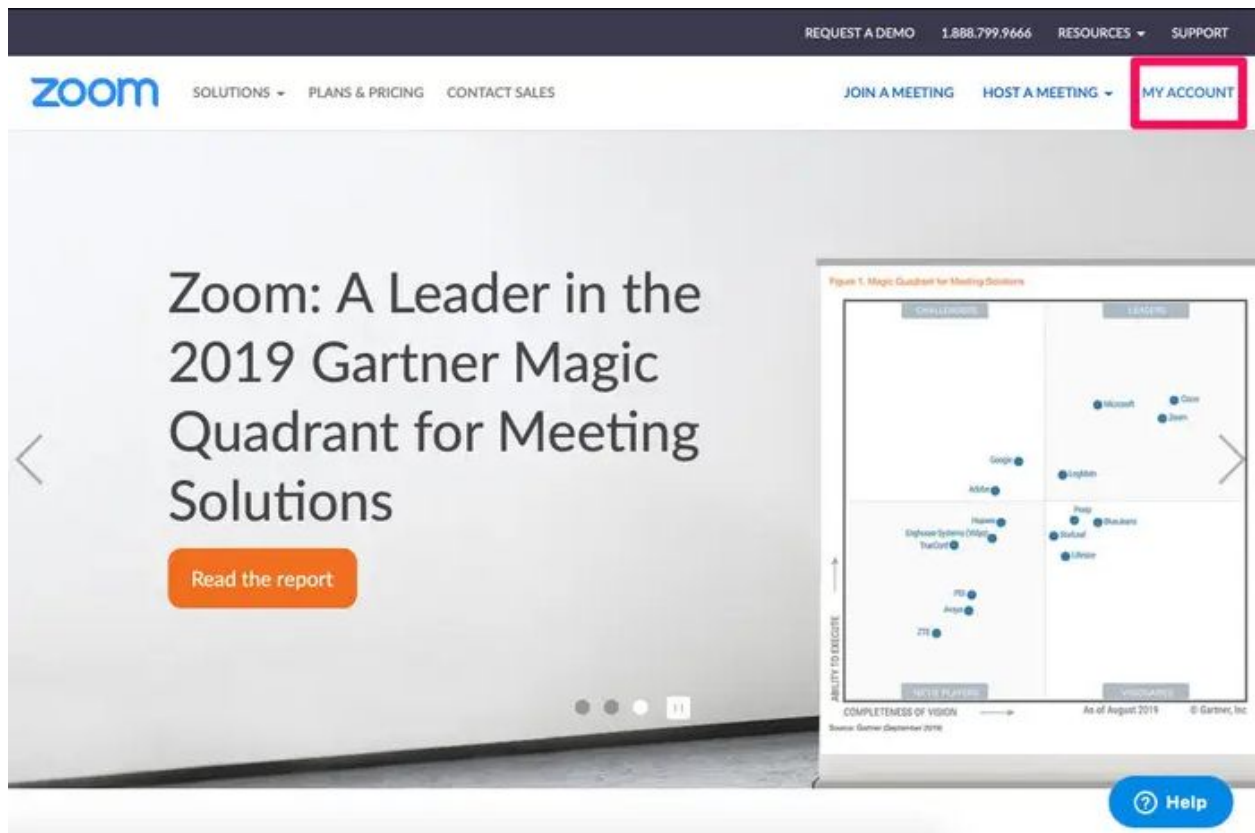 REQUEST A DEMO 1.888.799.9666 RESOURCES SUPPORT
zoom SOLUTIONS PLANS & PRICING CONTACT SALES JOIN A MEETING HOST A MEETING MY ACCOUNT
Zoom: A Leader in the
2019 Gartner Magic
Quadrant for Meeting
Solutions
Read the report
Figure 1. Magic Quadrant for Meeting Solutions
CHALLENGERS LEADERS
Microsoft Cisco
Zoom
Google
LogMeIn
Adobe
Huawei Pexip BlueJeans
Enghouse Systems (Vidyo) StarLeaf
TrueConf
Lifesize
PGi
Avaya
ZTE
ABILITY TO EXECUTE
NICHE PLAYERS VISIONARIES
COMPLETENESS OF VISION As of August 2019 © Gartner, Inc
Source: Gartner (September 2019)
Help